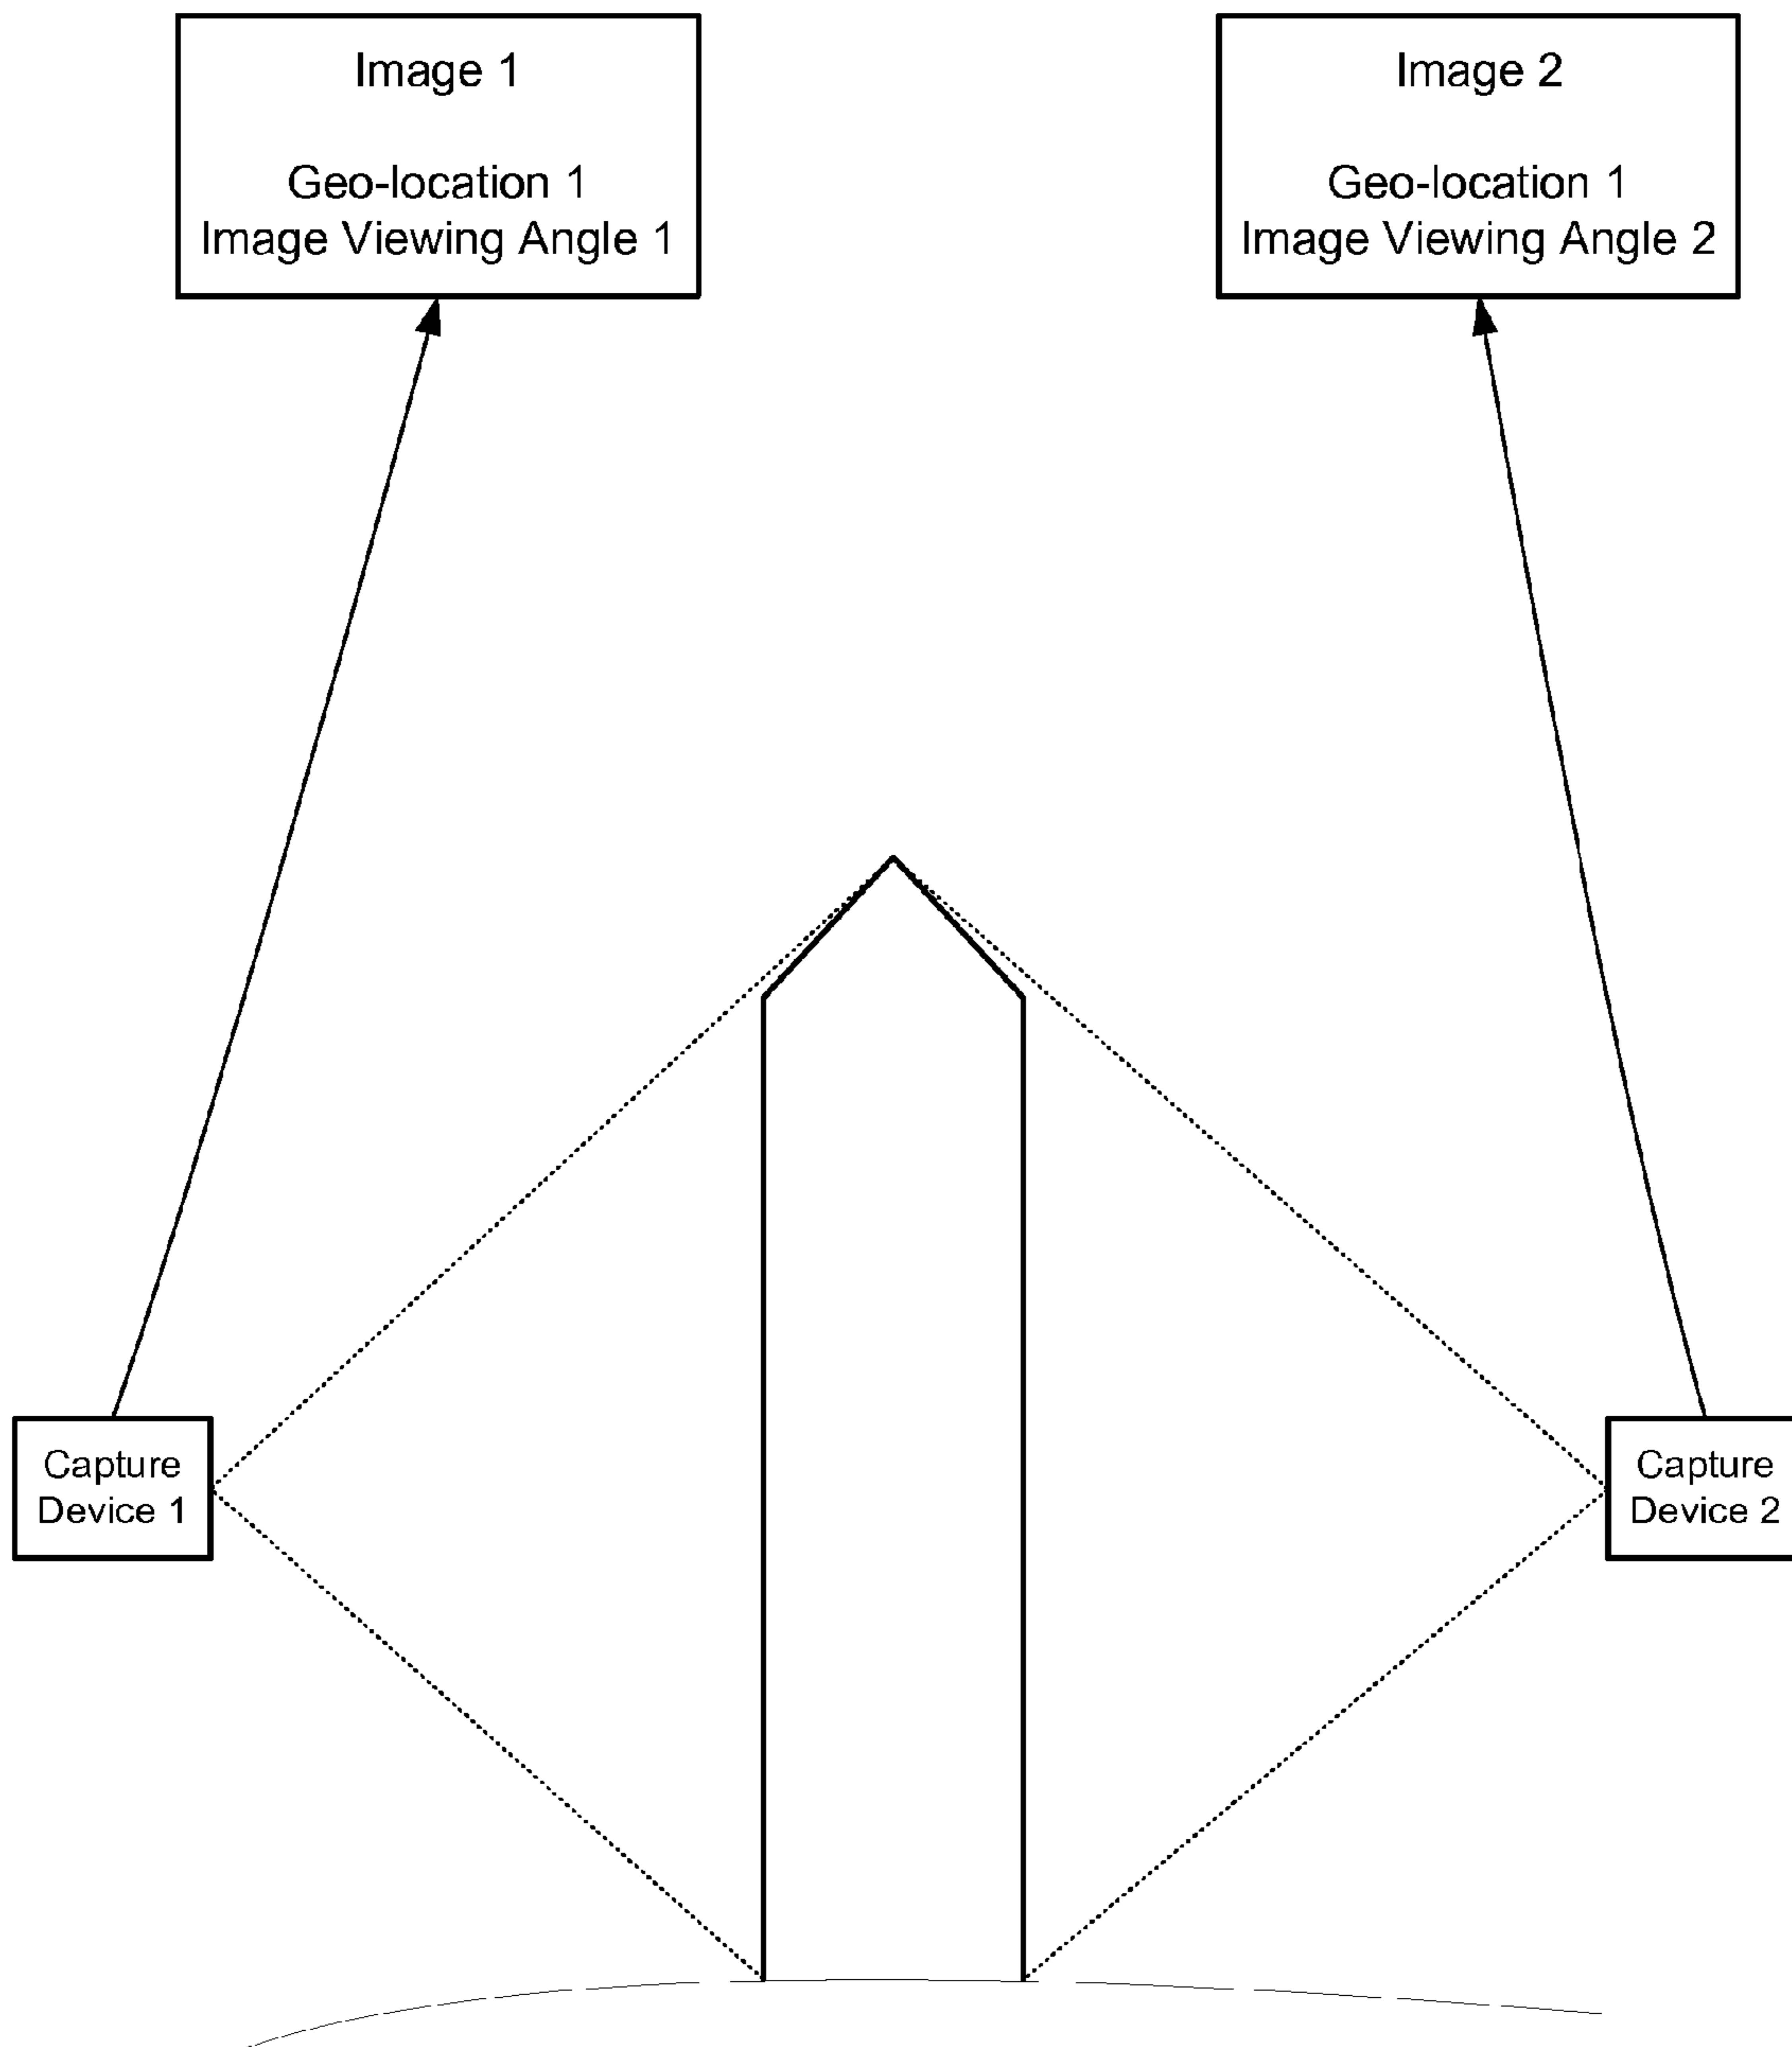 Image 1
Geo-location 1
Image Viewing Angle 1
Image 2
Geo-location 1
Image Viewing Angle 2
Capture
Device 1
Capture
Device 2